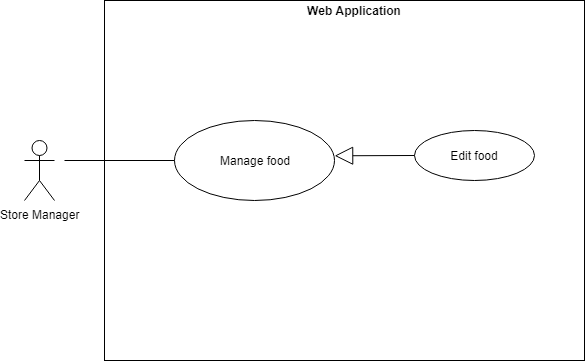 Web Application
Manage food
Edit food
Store Manager